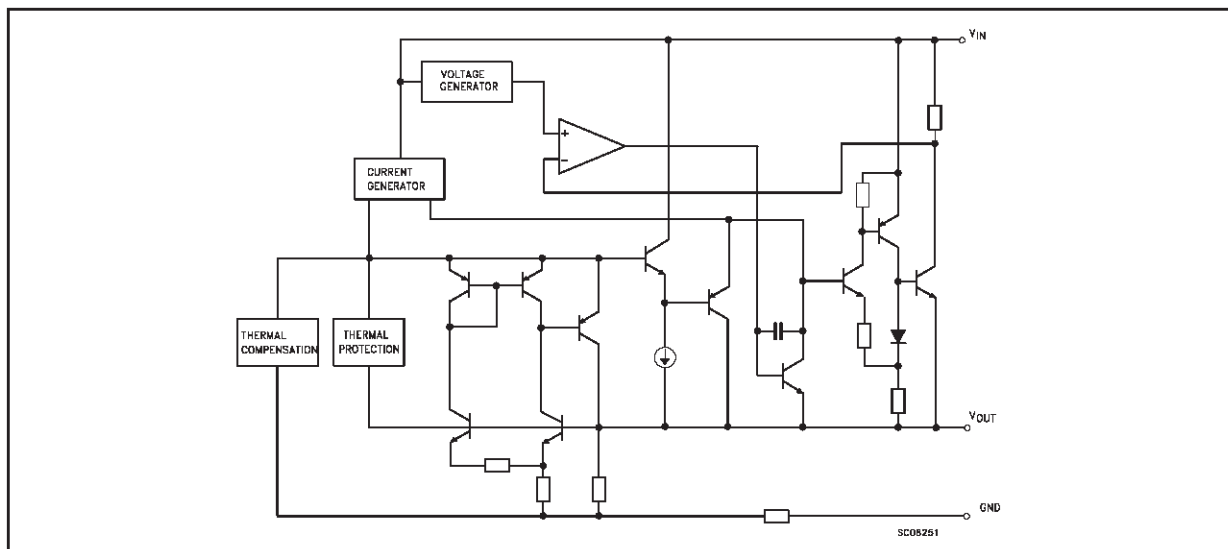 VIN
VOLTAGE
GENERATOR
+
−
CURRENT
GENERATOR
THERMAL
COMPENSATION
THERMAL
PROTECTION
VOUT
GND
SC08251